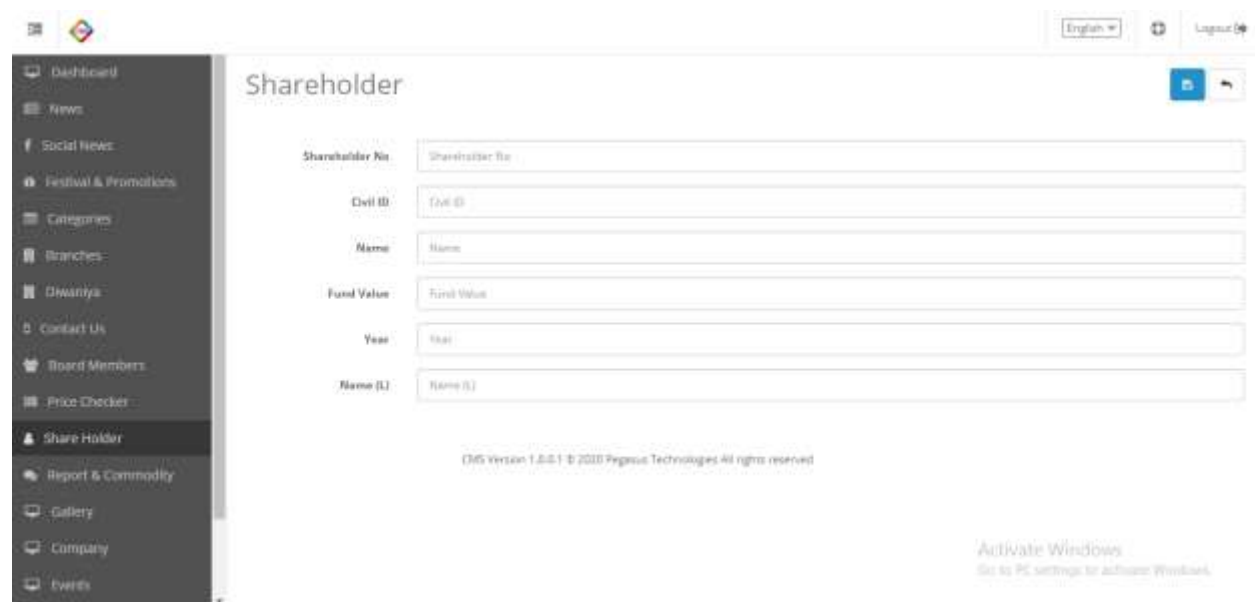 English
Logout
Dashboard
News
Social News
Festival & Promotions
Categories
Branches
Diwaniya
Contact Us
Board Members
Price Checker
Share Holder
Report & Commodity
Gallery
Company
Events
Shareholder
Shareholder No
Shareholder No
Civil ID
Civil ID
Name
Name
Fund Value
Fund Value
Year
Year
Name (L)
Name (L)
CMS Version 1.0.0.1 © 2020 Pegasus Technologies All rights reserved
Activate Windows
Go to PC settings to activate Windows.